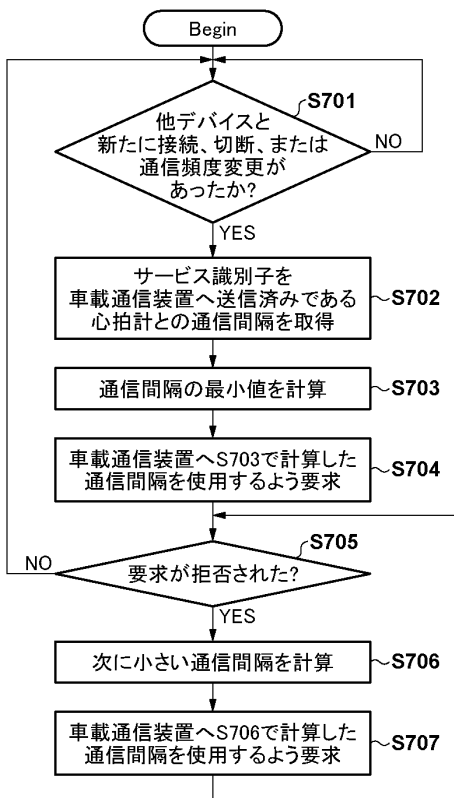 Begin
S701
他デバイスと
新たに接続、切断、または
通信頻度変更が
あったか?
NO
YES
サービス識別子を
車載通信装置へ送信済みである
心拍計との通信間隔を取得
S702
通信間隔の最小値を計算
S703
車載通信装置へS703で計算した
通信間隔を使用するよう要求
S704
S705
要求が拒否された?
NO
YES
次に小さい通信間隔を計算
S706
車載通信装置へS706で計算した
通信間隔を使用するよう要求
S707